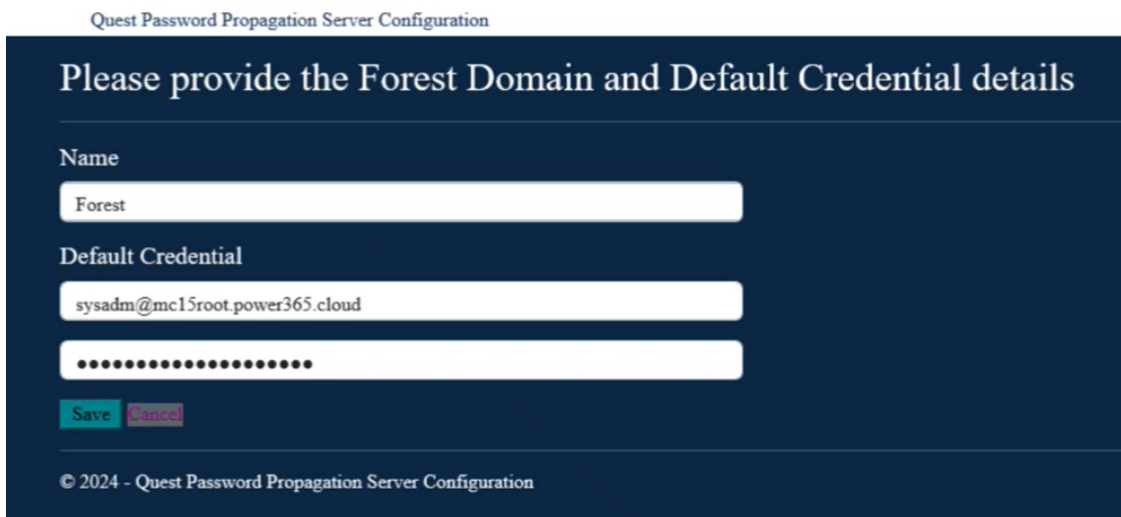 Quest Password Propagation Server Configuration
Please provide the Forest Domain and Default Credential details
Name
Forest
Default Credential
sysadm@mc15root.power365.cloud
••••••••••••••••••••
Save Cancel
© 2024 - Quest Password Propagation Server Configuration